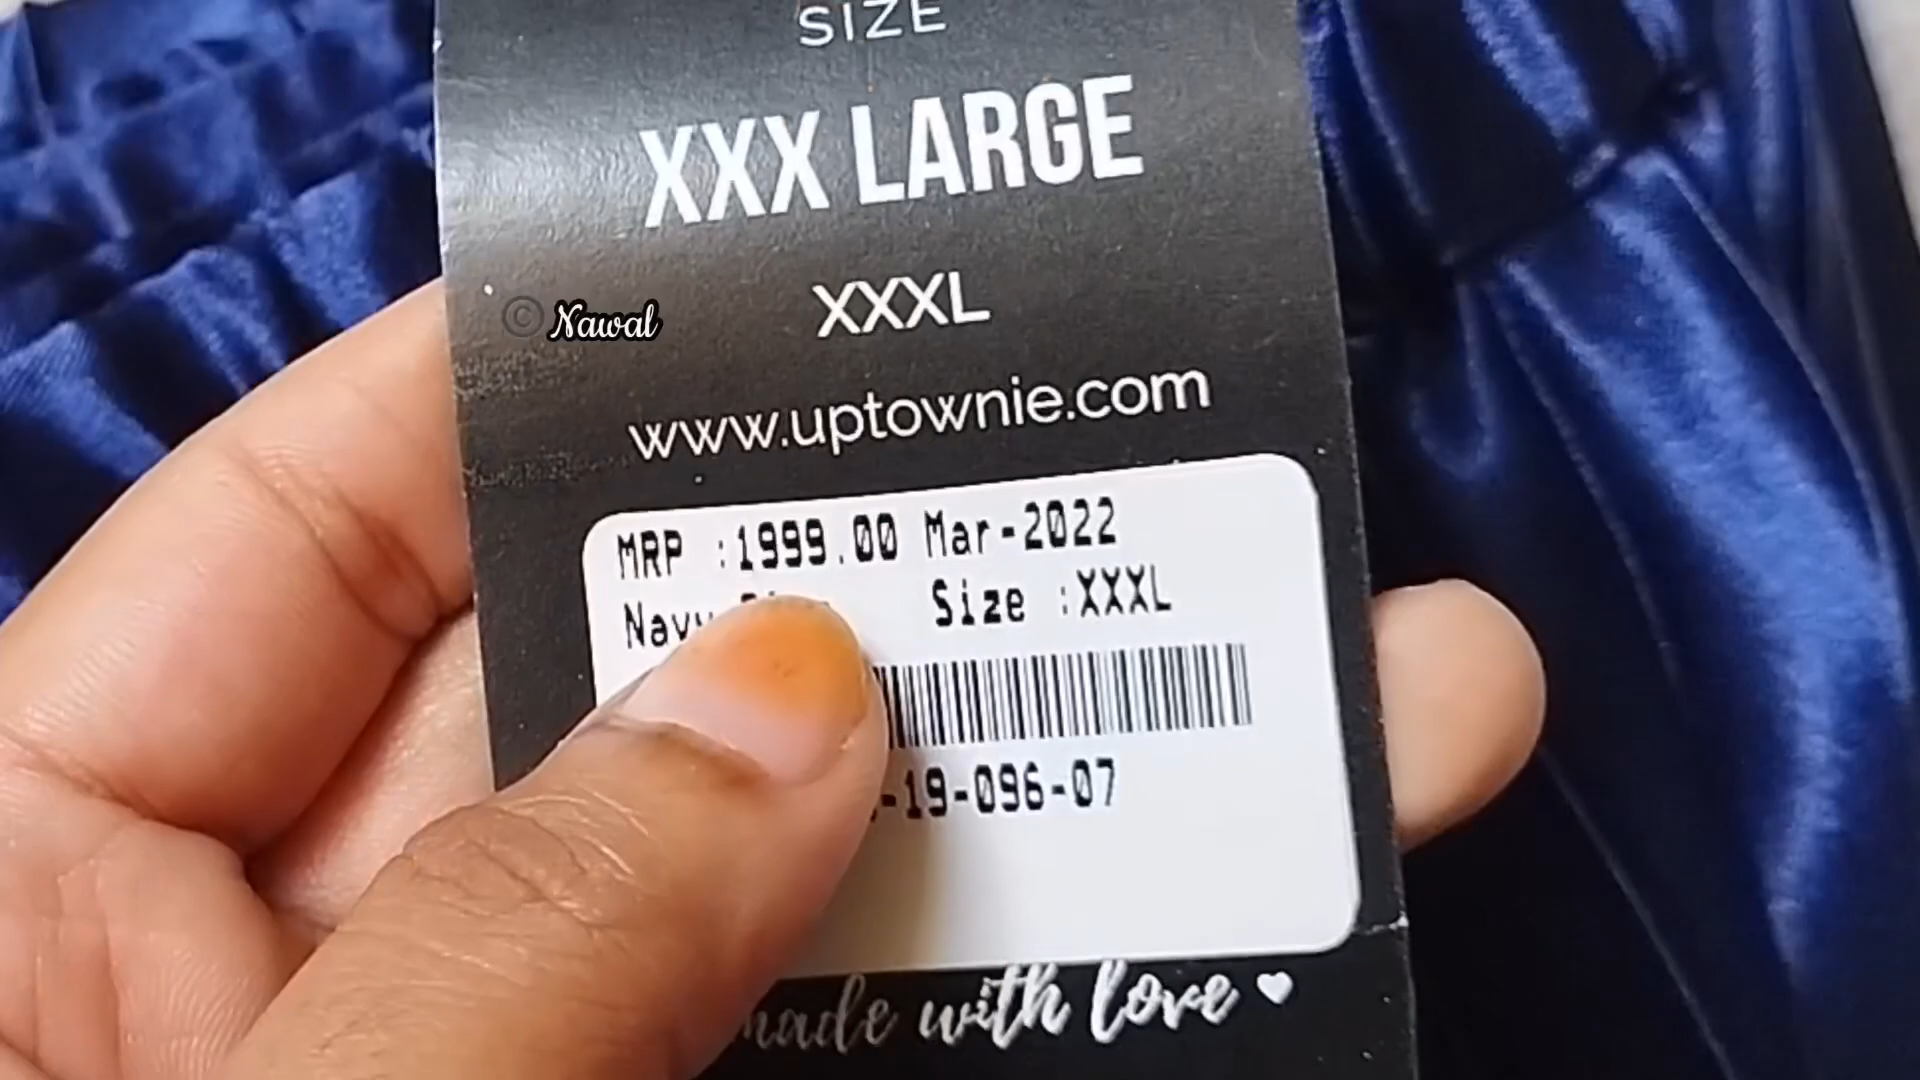 SIZE
XXX LARGE
XXXL
© Nawal
www.uptownie.com
MRP :1999.00 Mar-2022
Navy Size :XXXL
-19-096-07
made with love ♥